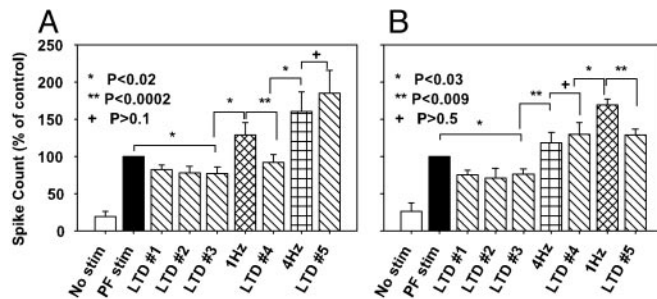 A
Spike Count (% of control)
250
200
150
100
50
0
* P<0.02
** P<0.0002
+ P>0.1
*
*
**
*
+
No stim
PF stim
LTD #1
LTD #2
LTD #3
1Hz
LTD #4
4Hz
LTD #5
B
* P<0.03
** P<0.009
+ P>0.5
*
**
+
*
**
No stim
PF stim
LTD #1
LTD #2
LTD #3
4Hz
LTD #4
1Hz
LTD #5